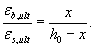 ε_{b,ult} / ε_{s,ult} = x / (h_0 - x).